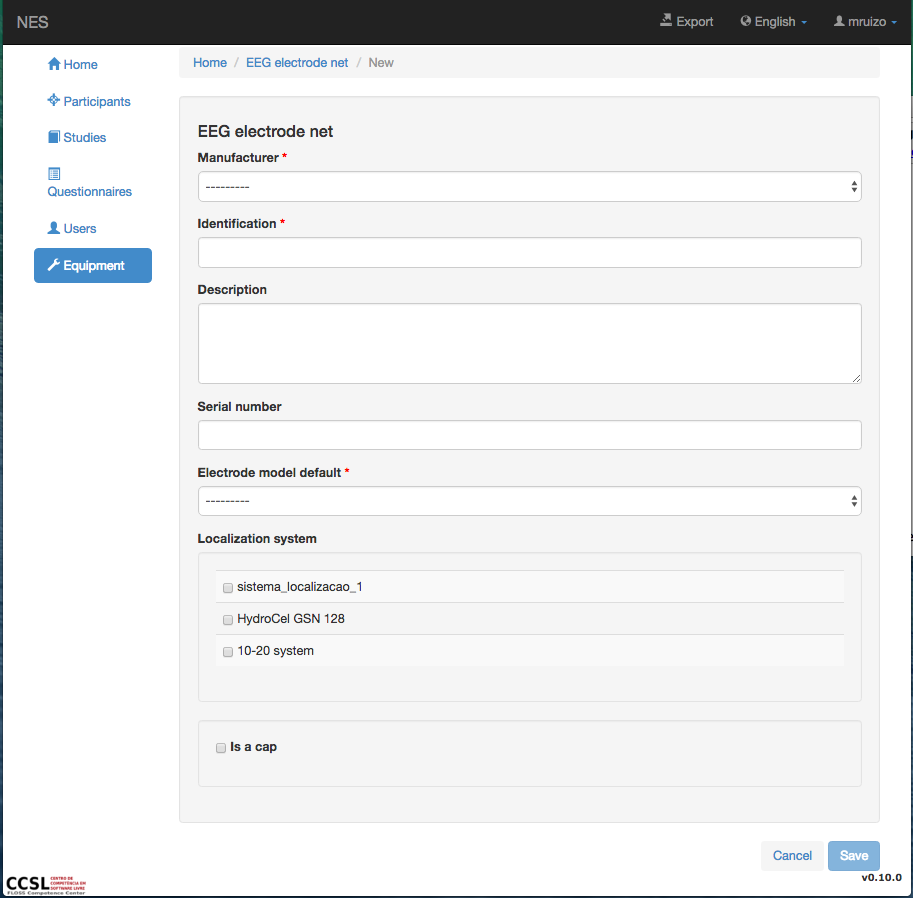 NES
Export
English
mruizo
Home
Participants
Studies
Questionnaires
Users
Equipment
Home / EEG electrode net / New
EEG electrode net
Manufacturer *
---------
Identification *
Description
Serial number
Electrode model default *
---------
Localization system
sistema_localizacao_1
HydroCel GSN 128
10-20 system
Is a cap
Cancel
Save
v0.10.0
CCSL
CENTRO DE
COMPETÊNCIA EM
SOFTWARE LIVRE
FLOSS Competence Center